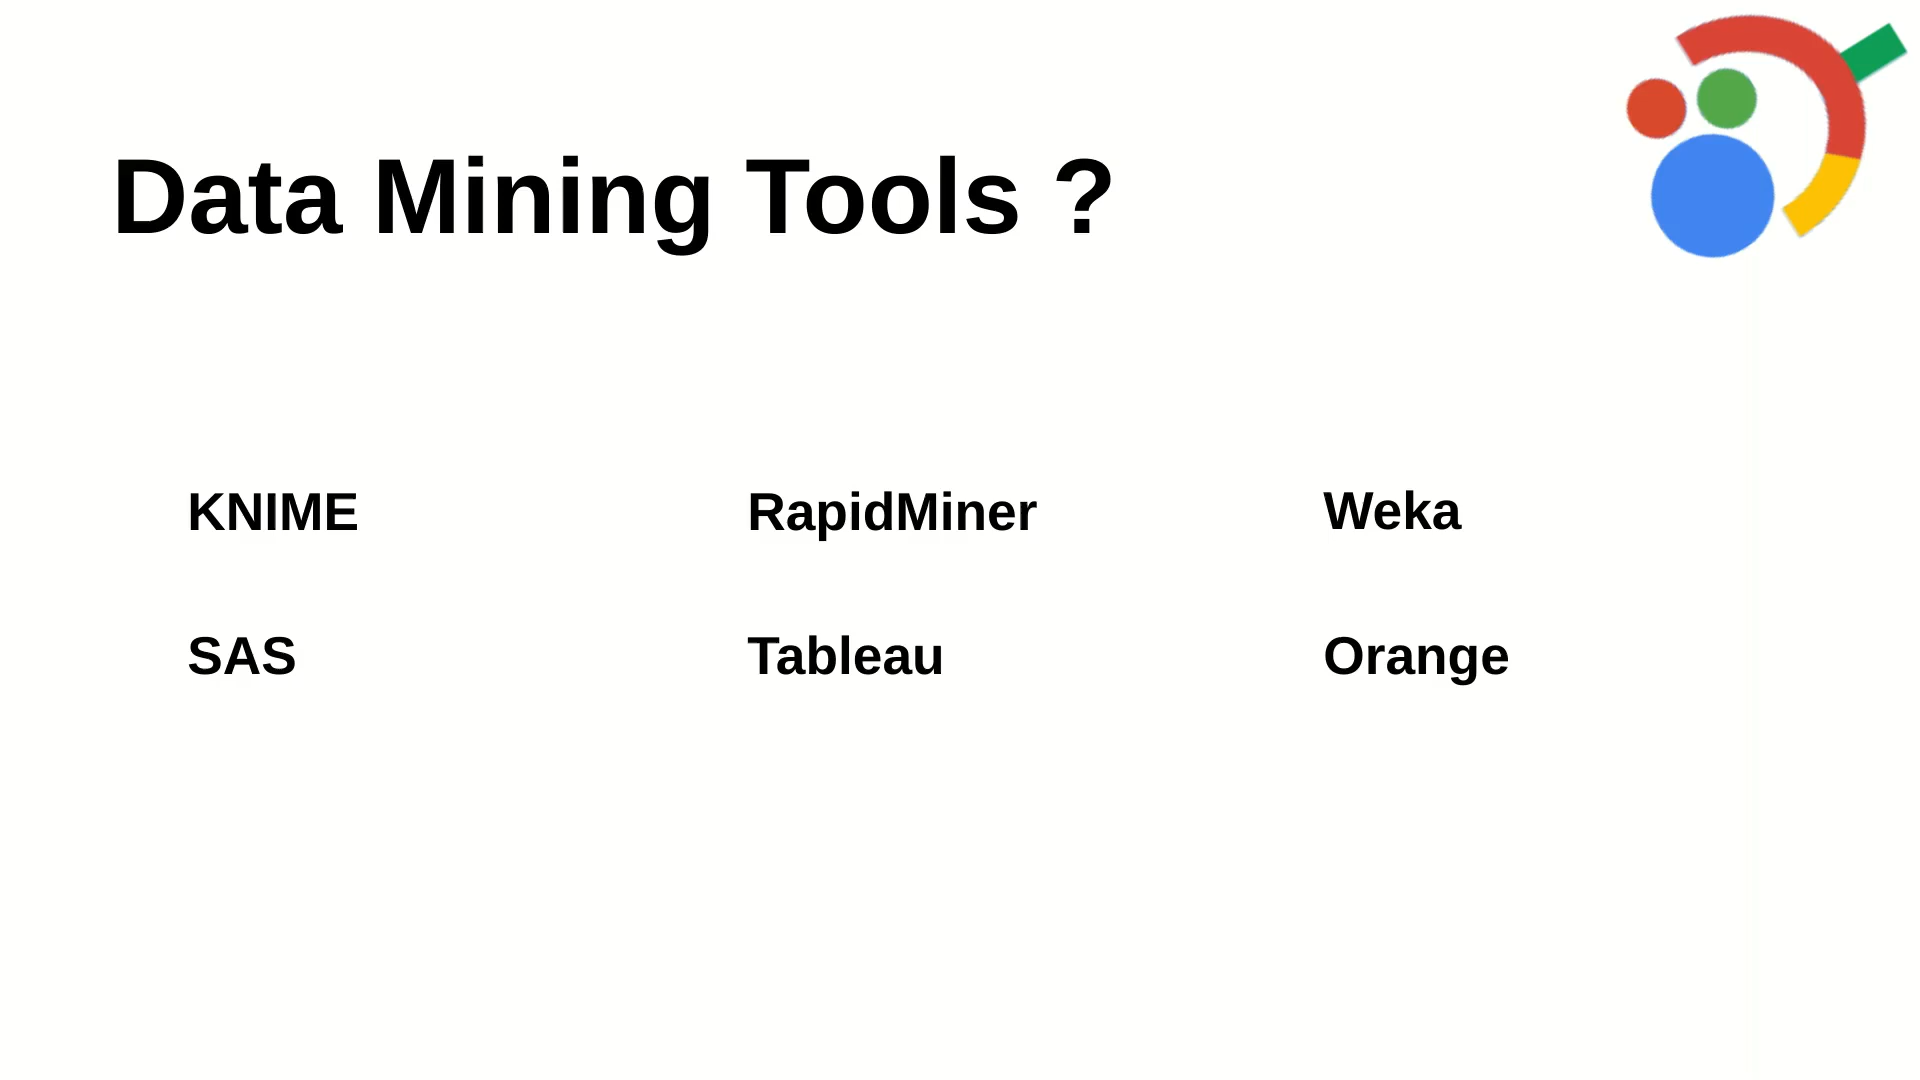 Data Mining Tools ?
KNIME
RapidMiner
Weka
SAS
Tableau
Orange